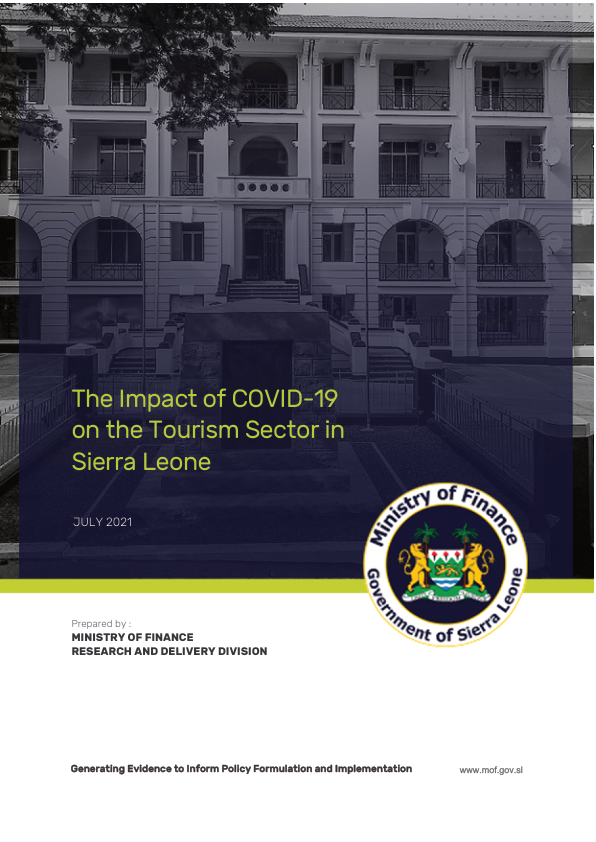 The Impact of COVID-19
on the Tourism Sector in
Sierra Leone
JULY 2021
Ministry of Finance
Government of Sierra Leone
Prepared by :
MINISTRY OF FINANCE
RESEARCH AND DELIVERY DIVISION
Generating Evidence to Inform Policy Formulation and Implementation
www.mof.gov.sl